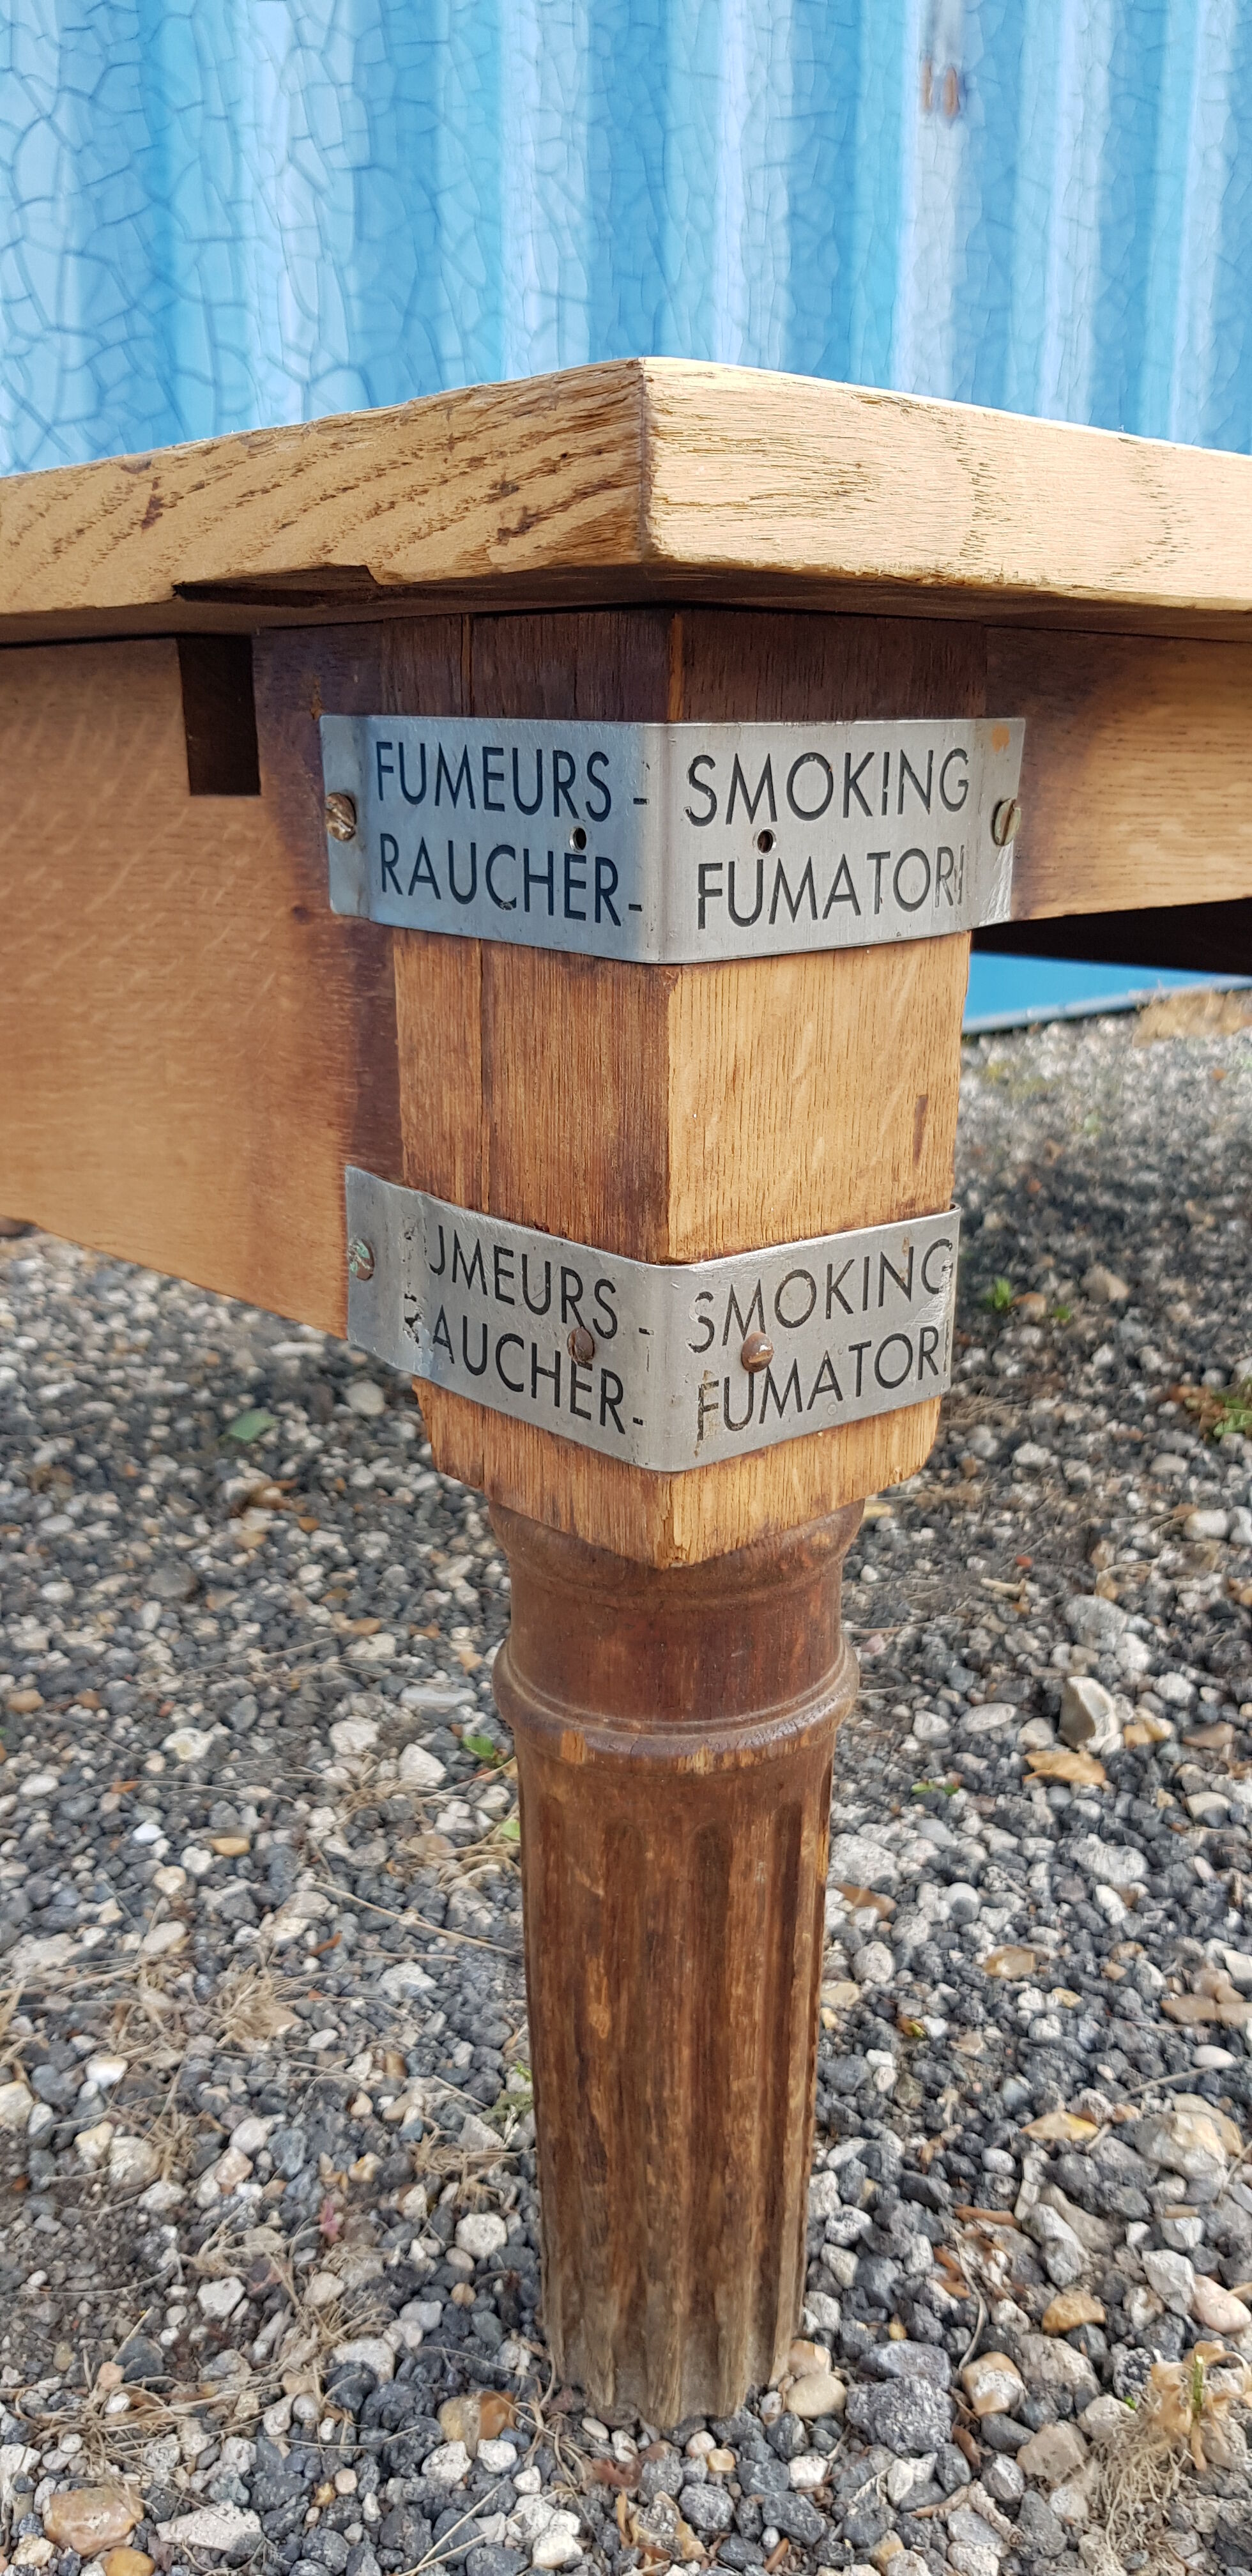 FUMEURS - SMOKING
RAUCHER- FUMATORI
UMEURS - SMOKING
AUCHER- FUMATORI